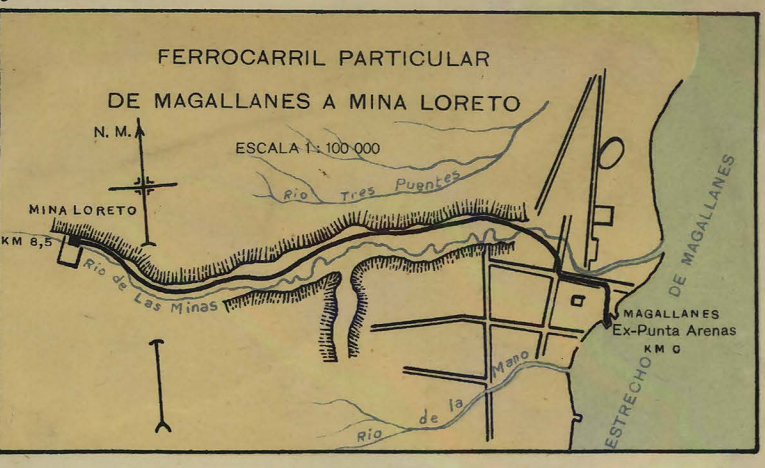 FERROCARRIL PARTICULAR
DE MAGALLANES A MINA LORETO
N. M.
ESCALA 1 : 100 000
Rio Tres Puentes
MINA LORETO
KM 8,5
Rio de Las Minas
ESTRECHO DE MAGALLANES
MAGALLANES
Ex-Punta Arenas
KM 0
Rio de la Mano